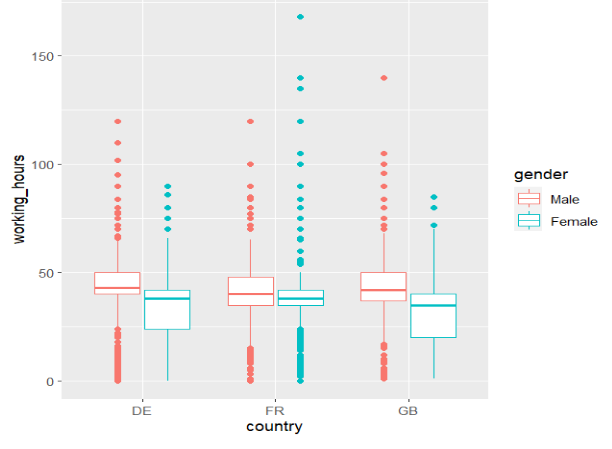 150
100
50
0
working_hours
DE FR GB
country
gender
Male
Female